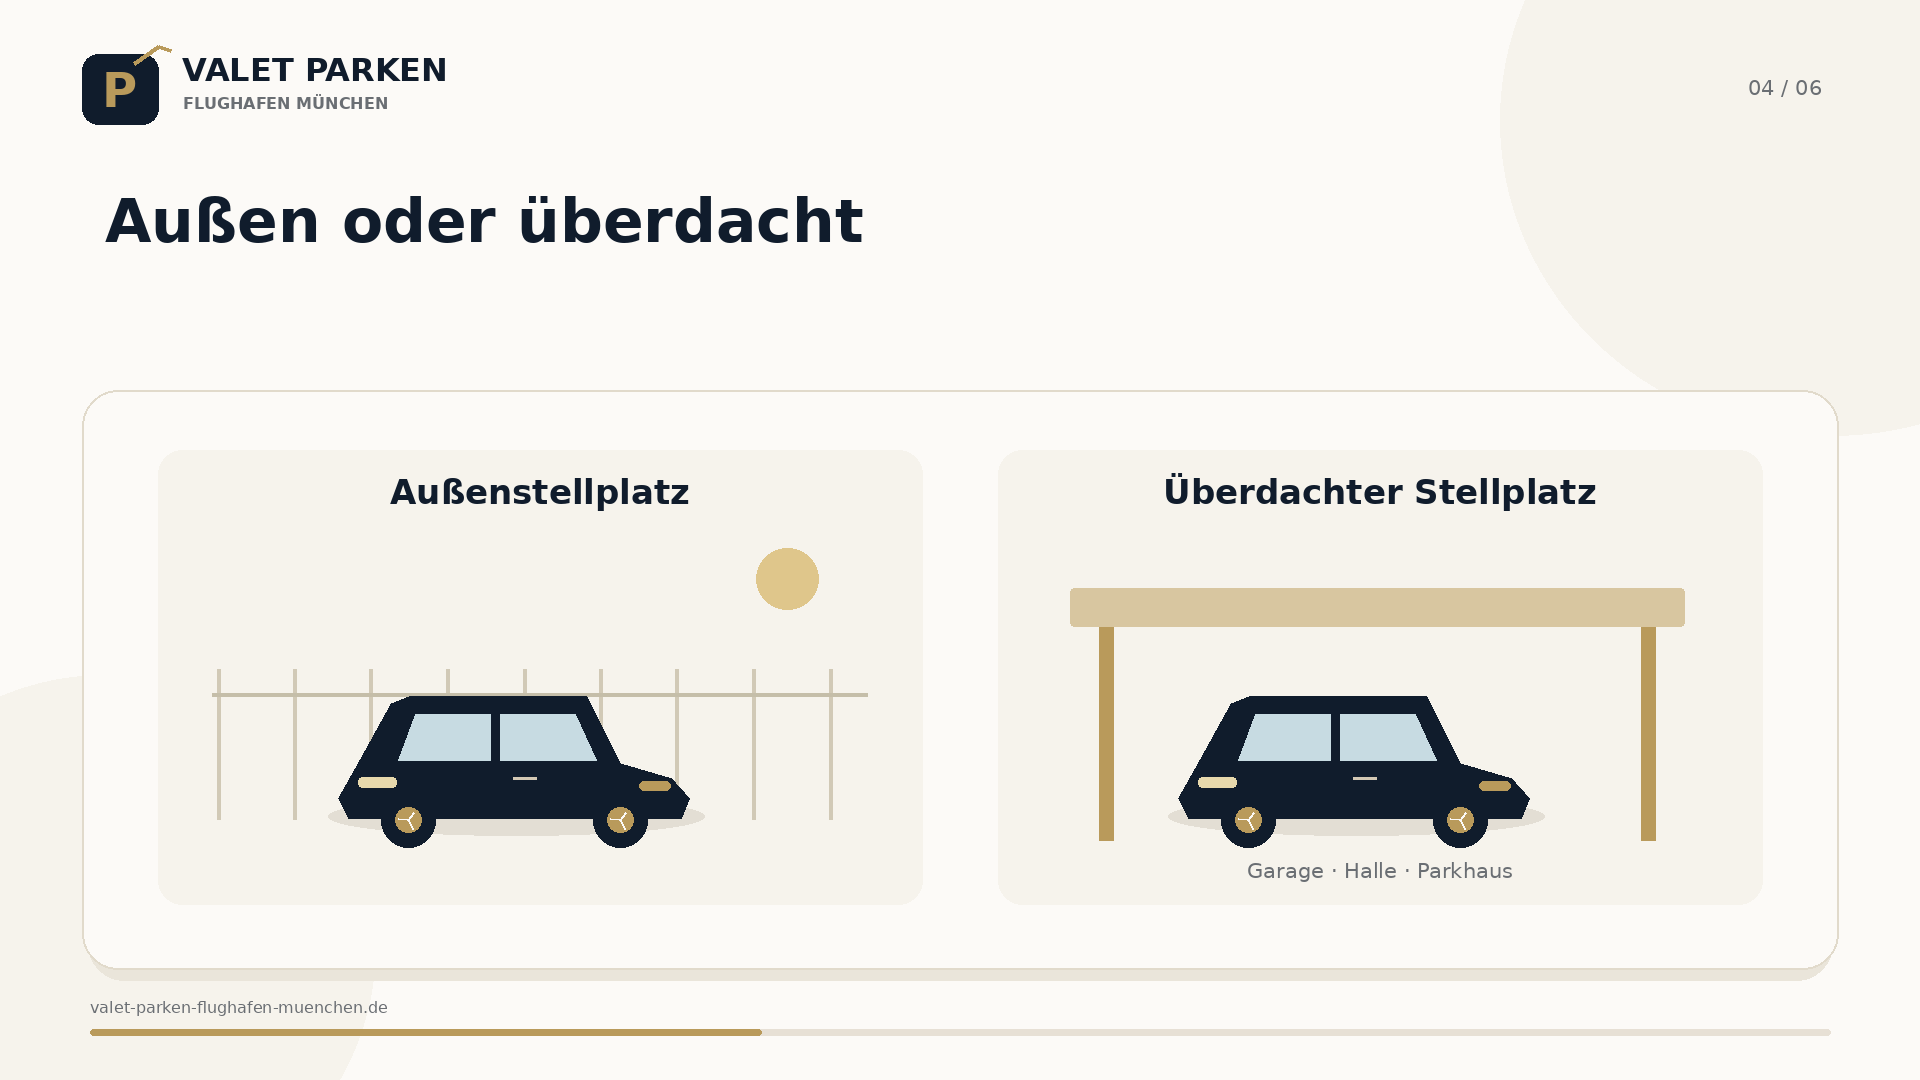 P
VALET PARKEN
FLUGHAFEN MÜNCHEN
04 / 06
Außen oder überdacht
Außenstellplatz
Überdachter Stellplatz
Garage · Halle · Parkhaus
valet-parken-flughafen-muenchen.de